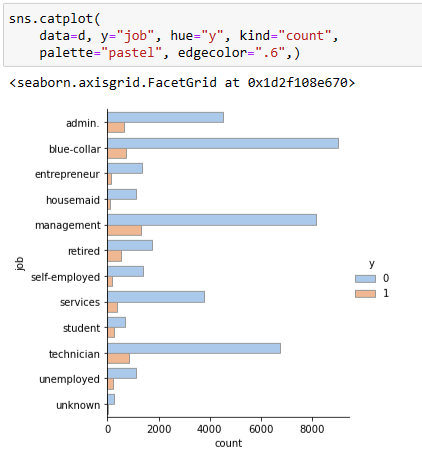 sns.catplot(
    data=d, y="job", hue="y", kind="count",
    palette="pastel", edgecolor=".6",)
<seaborn.axisgrid.FacetGrid at 0x1d2f108e670>
admin.
blue-collar
entrepreneur
housemaid
management
retired
self-employed
services
student
technician
unemployed
unknown
job
0 2000 4000 6000 8000
count
y
0
1